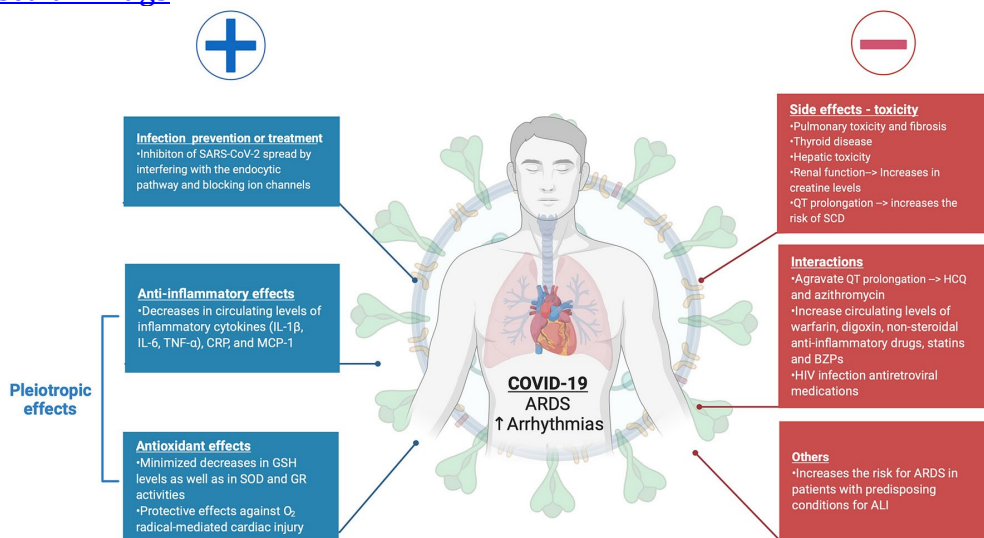 Infection prevention or treatment
•Inhibiton of SARS-CoV-2 spread by
interfering with the endocytic
pathway and blocking ion channels
Pleiotropic
effects
Anti-inflammatory effects
•Decreases in circulating levels of
inflammatory cytokines (IL-1β,
IL-6, TNF-α), CRP, and MCP-1
Antioxidant effects
•Minimized decreases in GSH
levels as well as in SOD and GR
activities
•Protective effects against O₂
radical-mediated cardiac injury
COVID-19
ARDS
↑Arrhythmias
Side effects - toxicity
•Pulmonary toxicity and fibrosis
•Thyroid disease
•Hepatic toxicity
•Renal function–> Increases in
creatine levels
•QT prolongation –> increases the
risk of SCD
Interactions
•Agravate QT prolongation –> HCQ
and azithromycin
•Increase circulating levels of
warfarin, digoxin, non-steroidal
anti-inflammatory drugs, statins
and BZPs
•HIV infection antiretroviral
medications
Others
•Increases the risk for ARDS in
patients with predisposing
conditions for ALI